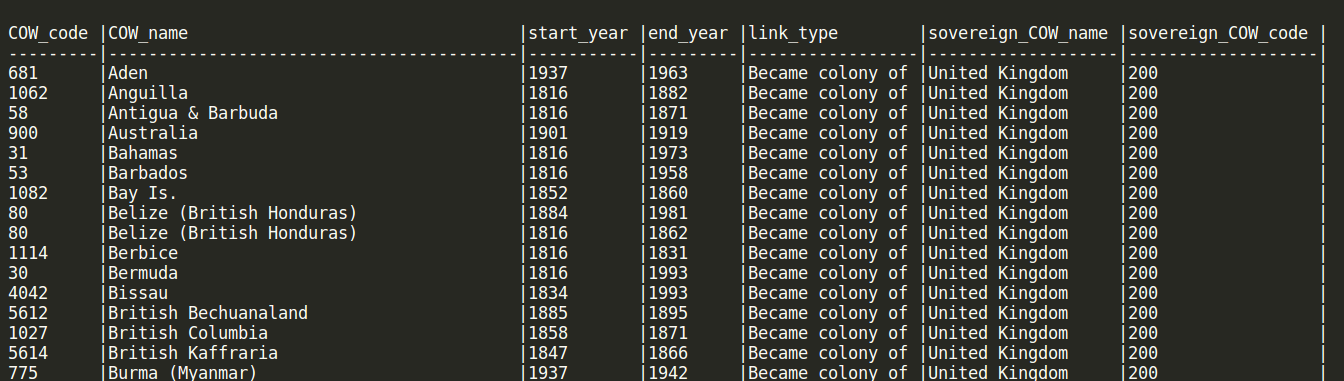 COW_code |COW_name                                 |start_year |end_year |link_type        |sovereign_COW_name |sovereign_COW_code |
---------|-----------------------------------------|-----------|---------|-----------------|-------------------|-------------------|
681      |Aden                                     |1937       |1963     |Became colony of |United Kingdom     |200                |
1062     |Anguilla                                 |1816       |1882     |Became colony of |United Kingdom     |200                |
58       |Antigua & Barbuda                        |1816       |1871     |Became colony of |United Kingdom     |200                |
900      |Australia                                |1901       |1919     |Became colony of |United Kingdom     |200                |
31       |Bahamas                                  |1816       |1973     |Became colony of |United Kingdom     |200                |
53       |Barbados                                 |1816       |1958     |Became colony of |United Kingdom     |200                |
1082     |Bay Is.                                  |1852       |1860     |Became colony of |United Kingdom     |200                |
80       |Belize (British Honduras)                |1884       |1981     |Became colony of |United Kingdom     |200                |
80       |Belize (British Honduras)                |1816       |1862     |Became colony of |United Kingdom     |200                |
1114     |Berbice                                  |1816       |1831     |Became colony of |United Kingdom     |200                |
30       |Bermuda                                  |1816       |1993     |Became colony of |United Kingdom     |200                |
4042     |Bissau                                   |1834       |1993     |Became colony of |United Kingdom     |200                |
5612     |British Bechuanaland                     |1885       |1895     |Became colony of |United Kingdom     |200                |
1027     |British Columbia                         |1858       |1871     |Became colony of |United Kingdom     |200                |
5614     |British Kaffraria                        |1847       |1866     |Became colony of |United Kingdom     |200                |
775      |Burma (Myanmar)                          |1937       |1942     |Became colony of |United Kingdom     |200                |